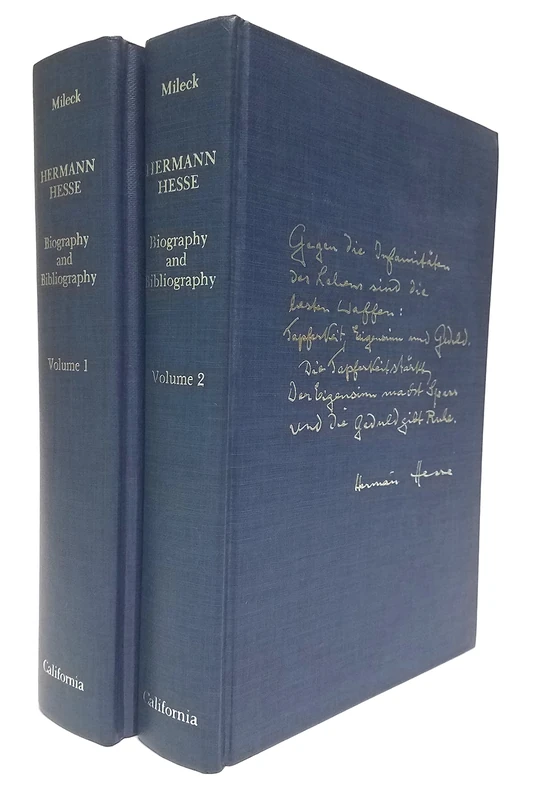 Mileck
HERMANN
HESSE
Biography
and
Bibliography
Volume 1
California
Mileck
HERMANN
HESSE
Biography
and
Bibliography
Volume 2
California
Gegen die Infamitäten
des Lebens sind die
besten Waffen:
Tapferkeit, Eigensinn und Geduld.
Die Tapferkeit stärkt,
Der Eigensinn macht Spass
und die Geduld gibt Ruhe.
Hermann Hesse